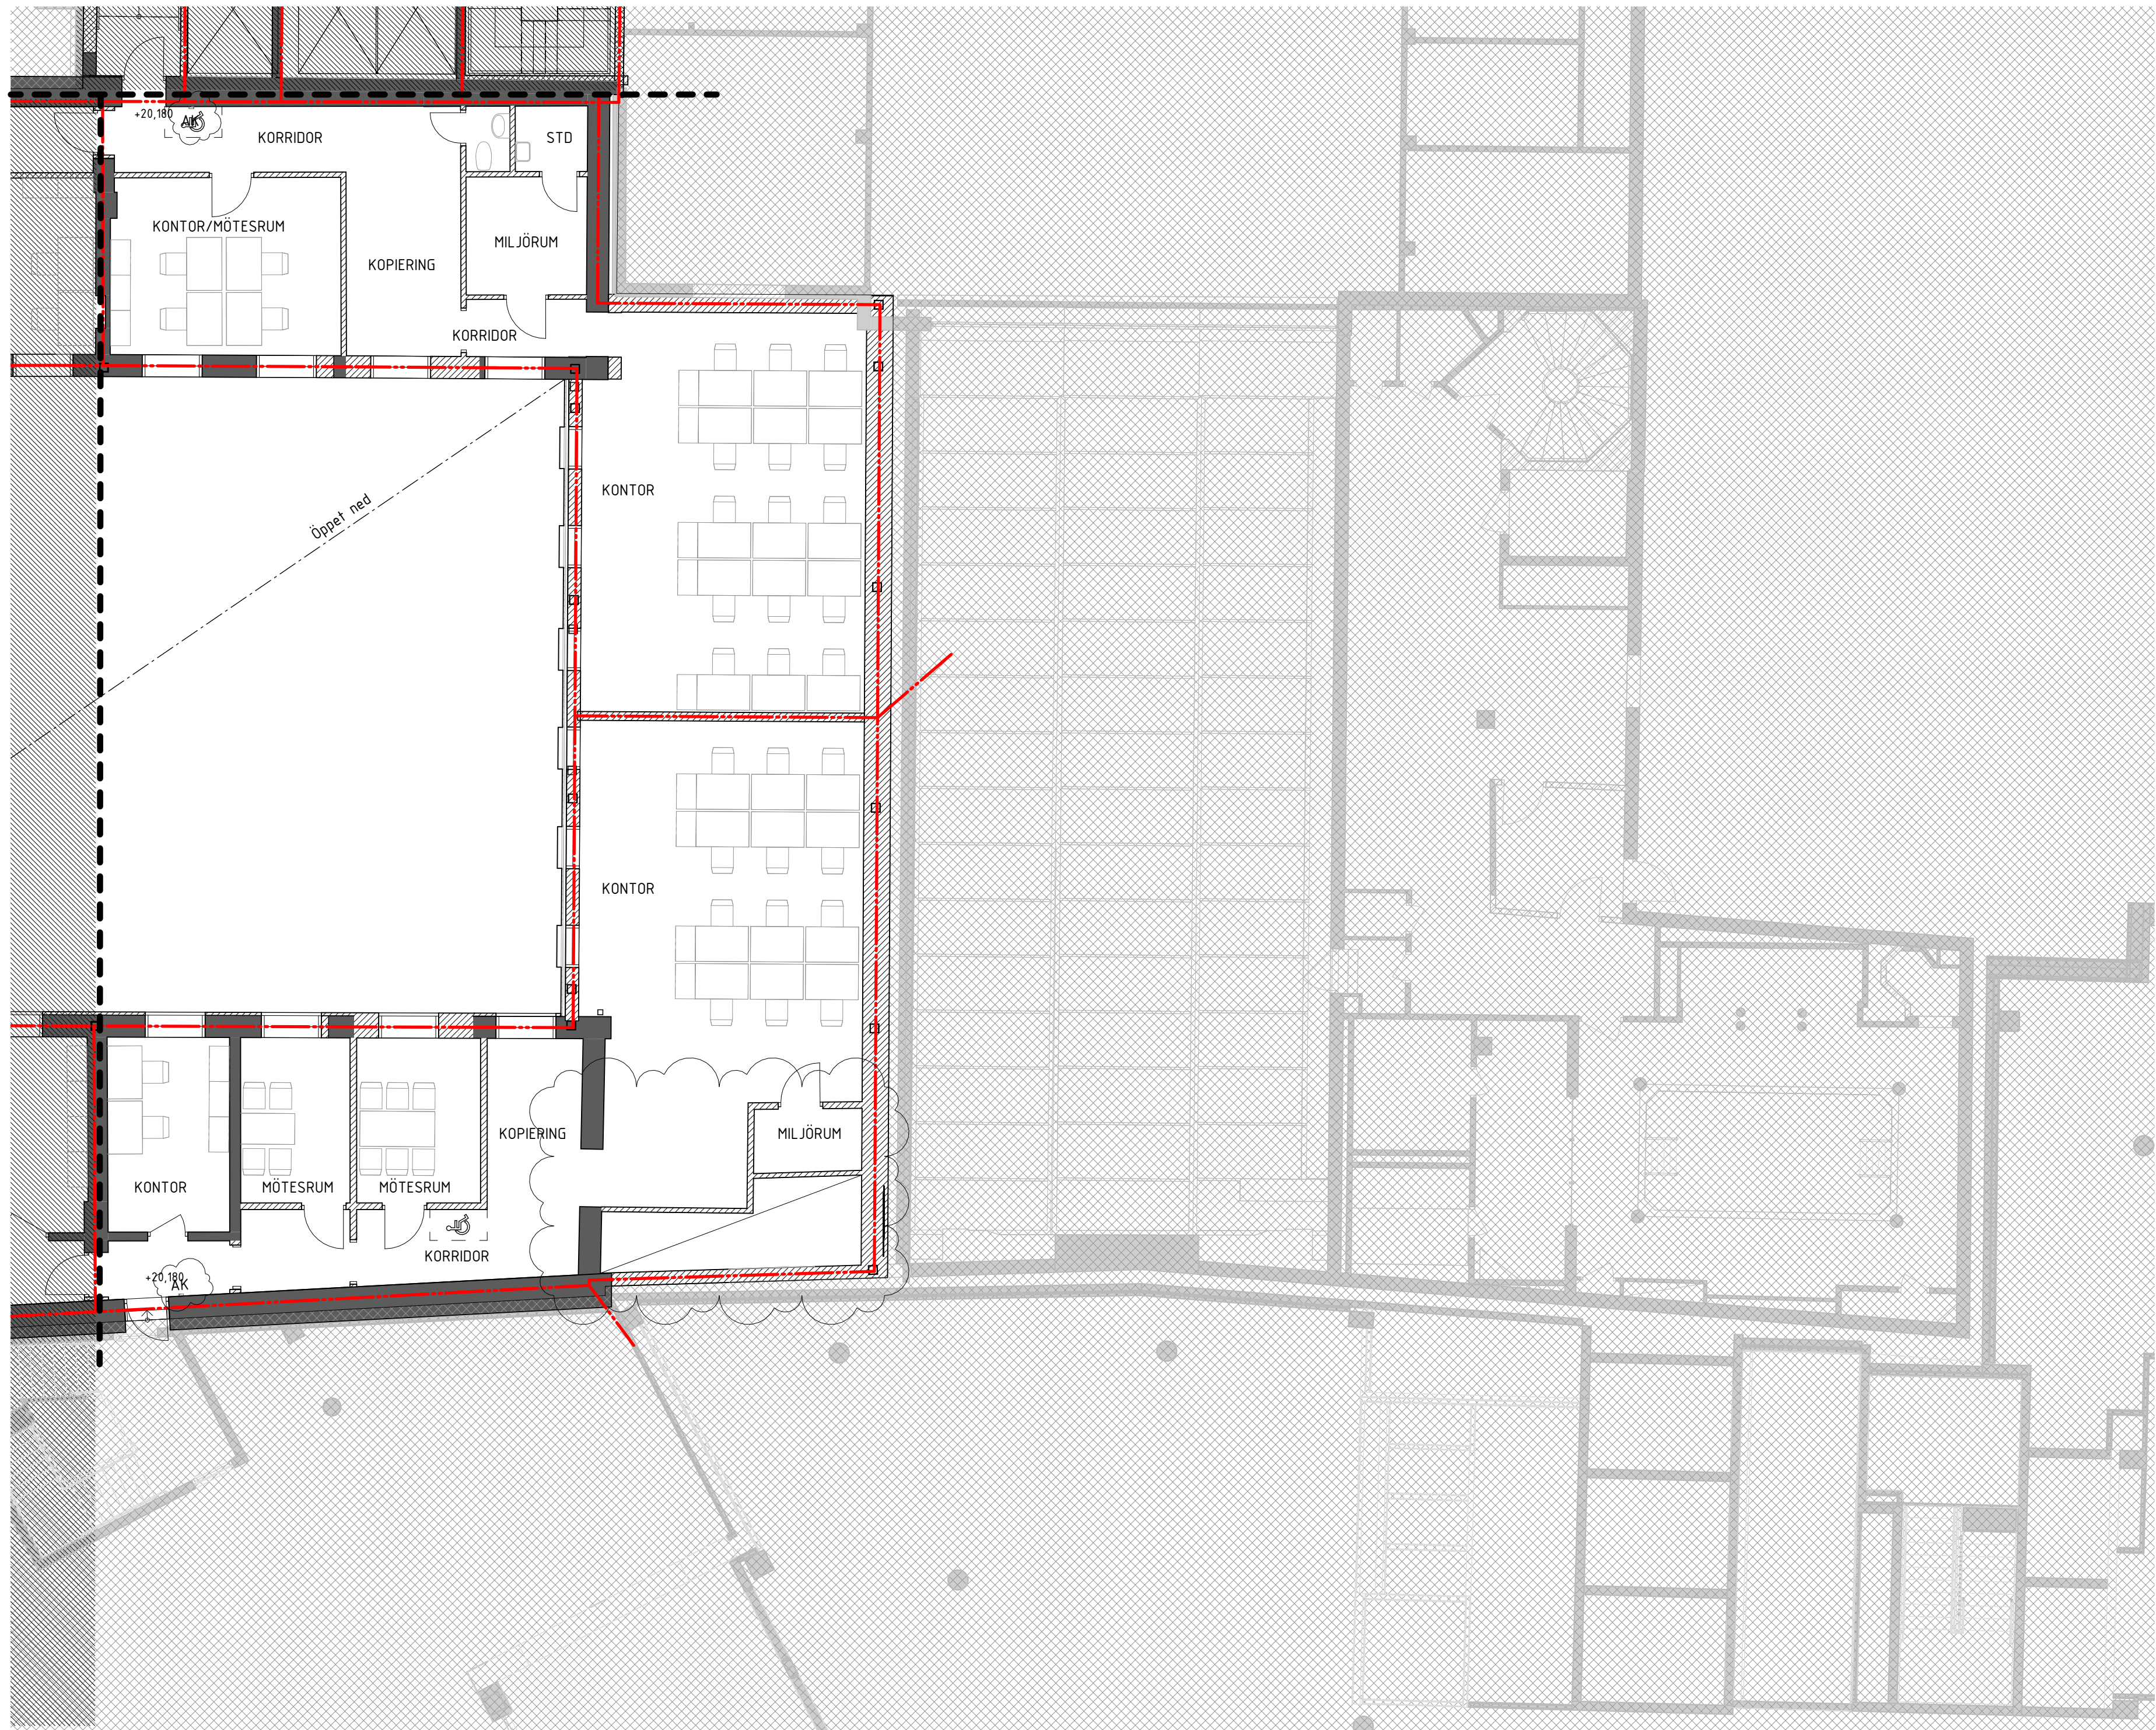 +20,180
AK
KORRIDOR
STD
KONTOR/MÖTESRUM
MILJÖRUM
KOPIERING
KORRIDOR
KONTOR
Öppet ned
KONTOR
KOPIERING
MILJÖRUM
KONTOR
MÖTESRUM
MÖTESRUM
KORRIDOR
+20,180
AK